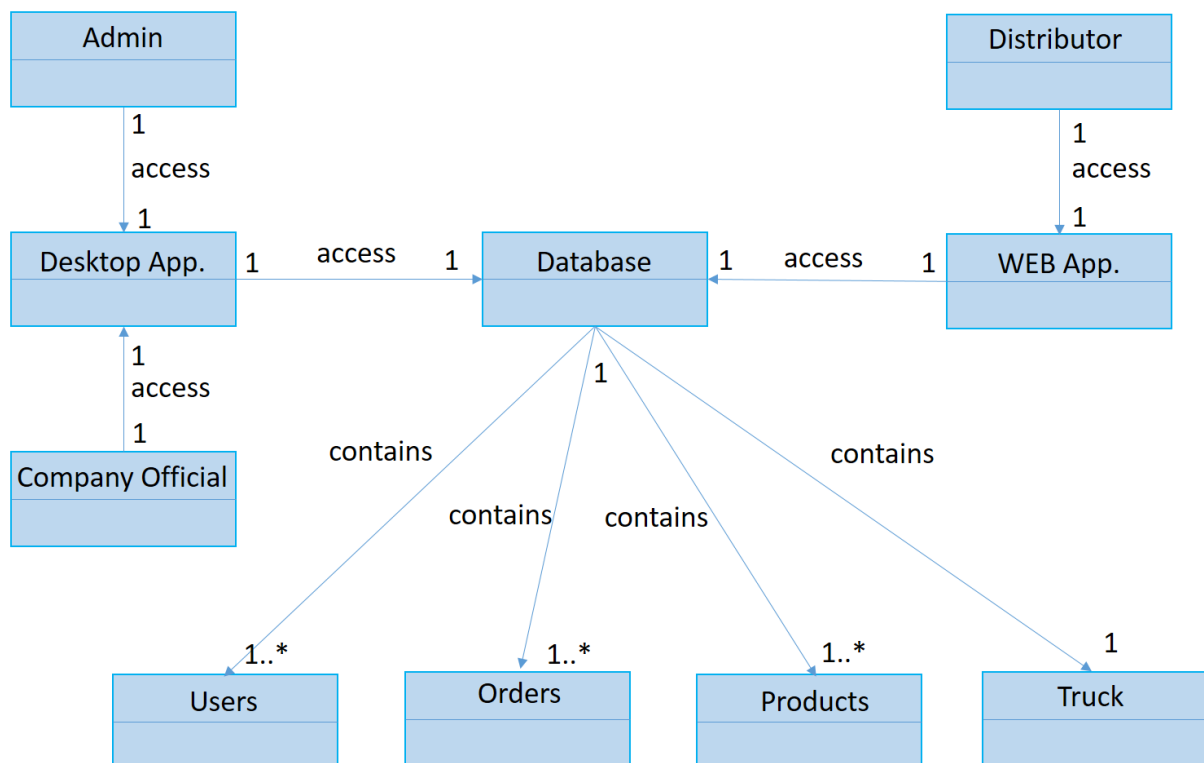 Admin
Distributor
1
access
1
1
access
1
Desktop App.
1
access
1
Database
1
access
1
WEB App.
1
access
1
Company Official
1
contains
contains
contains
contains
1..*
1..*
1..*
1
Users
Orders
Products
Truck